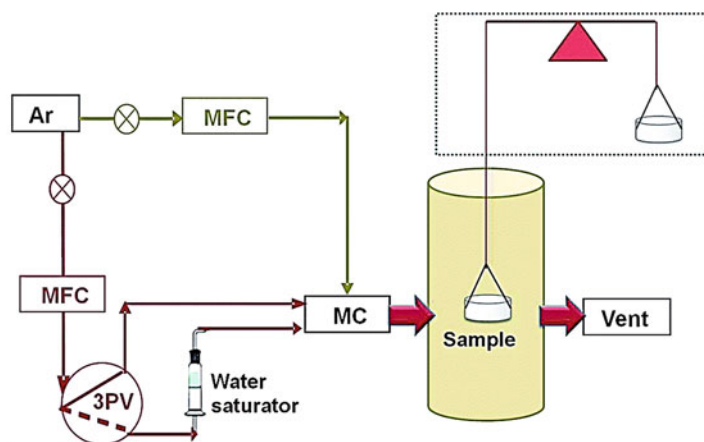 Ar
MFC
MFC
3PV
Water
saturator
MC
Sample
Vent